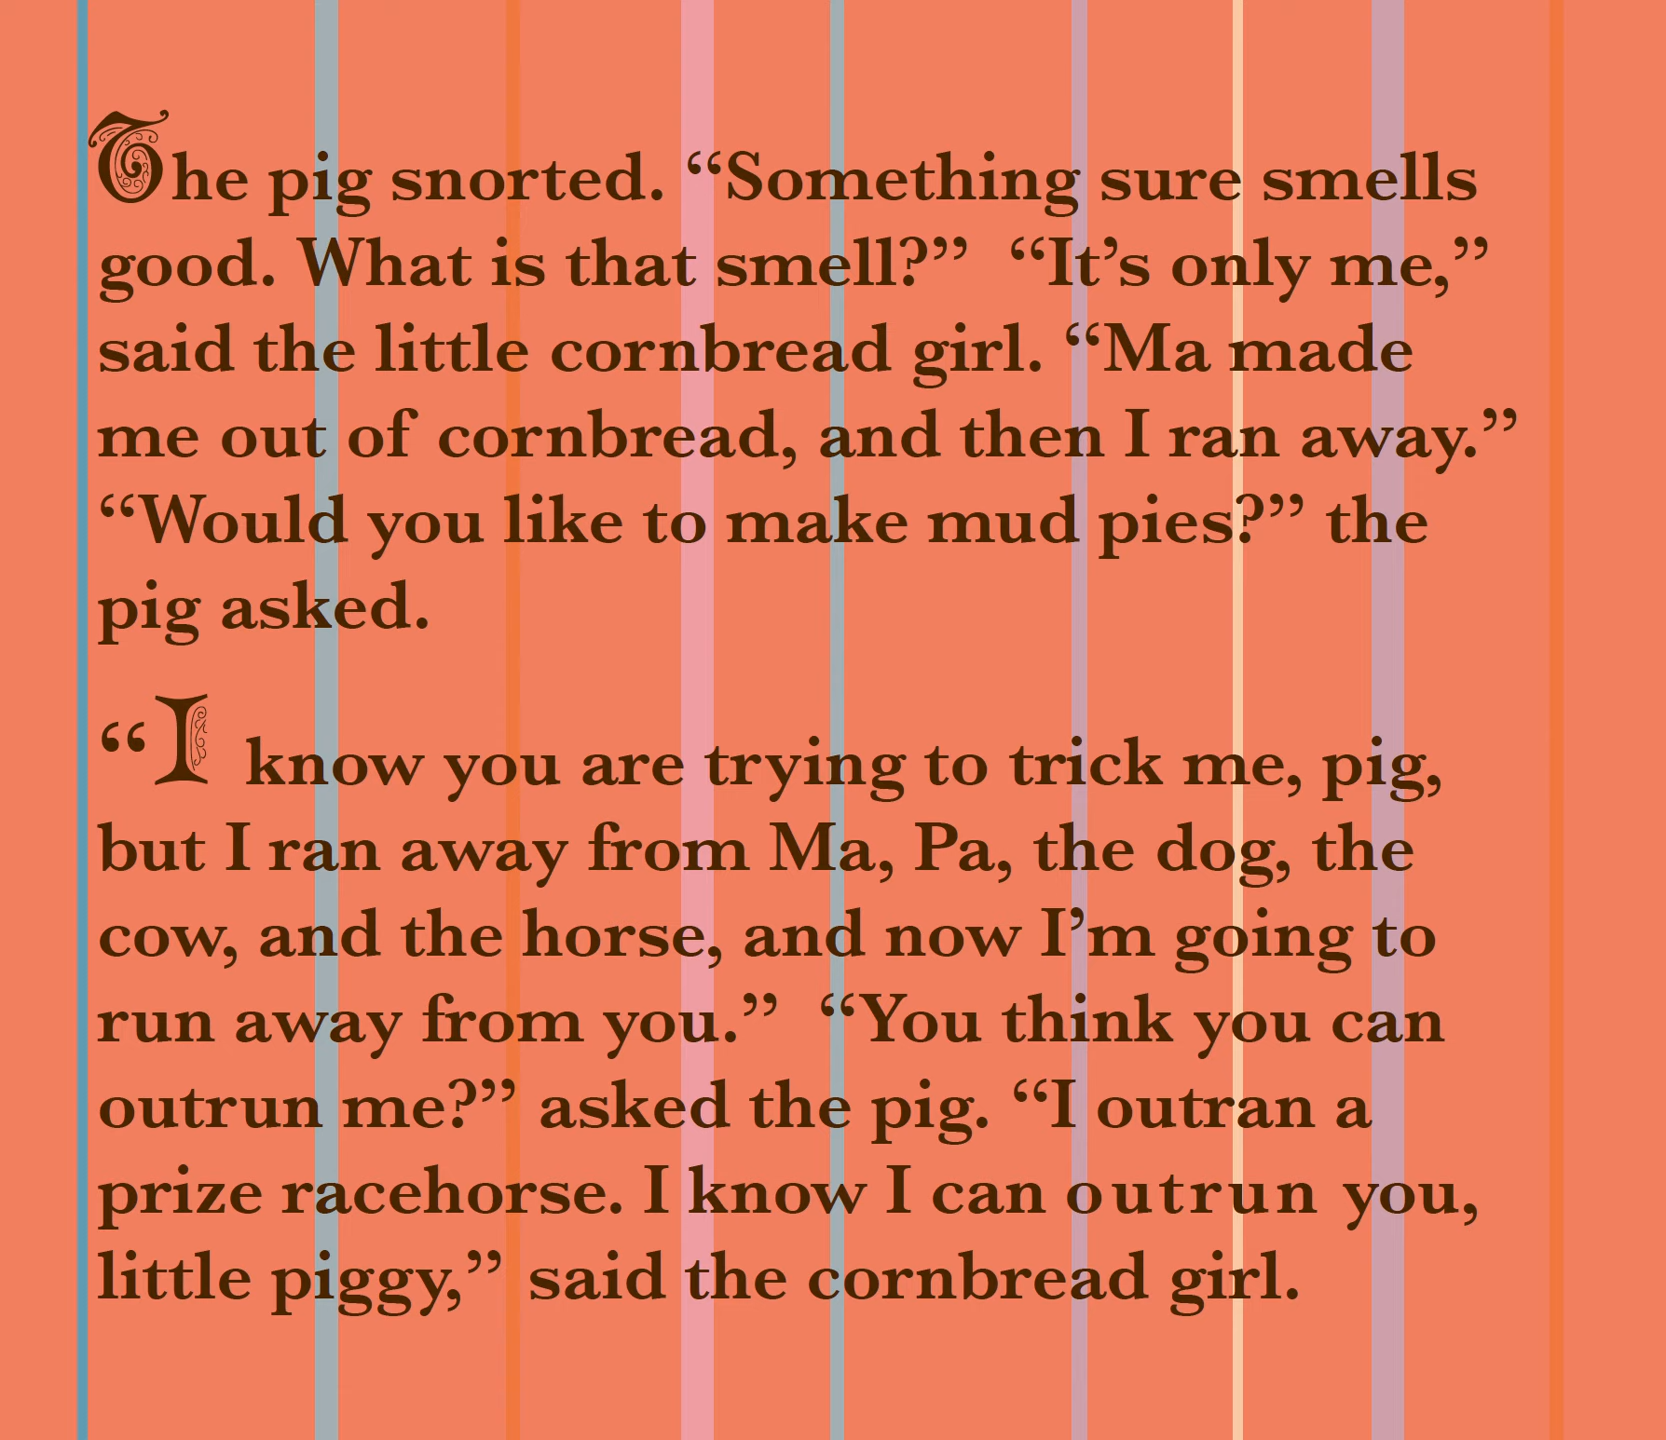 The pig snorted. “Something sure smells
good. What is that smell?”  “It’s only me,”
said the little cornbread girl. “Ma made
me out of cornbread, and then I ran away.”
“Would you like to make mud pies?” the
pig asked.
“I know you are trying to trick me, pig,
but I ran away from Ma, Pa, the dog, the
cow, and the horse, and now I’m going to
run away from you.”  “You think you can
outrun me?” asked the pig. “I outran a
prize racehorse. I know I can outrun you,
little piggy,” said the cornbread girl.